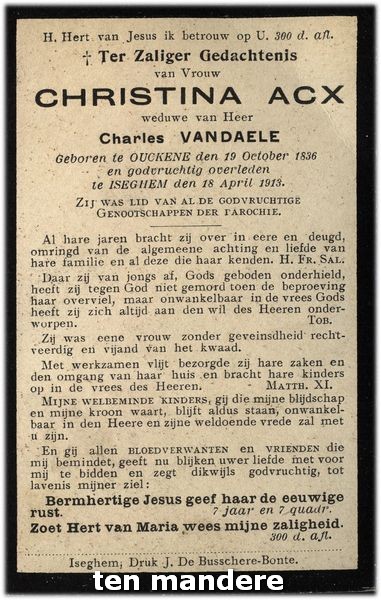 H. Hert van Jesus ik betrouw op U. 300 d. afl.
† Ter Zaliger Gedachtenis
van Vrouw
CHRISTINA ACX
weduwe van Heer
Charles VANDAELE
Geboren te OUCKENE den 19 October 1836
en godvruchtig overleden
te ISEGHEM den 18 April 1913.
ZIJ WAS LID VAN AL DE GODVRUCHTIGE
GENOOTSCHAPPEN DER PAROCHIE.
Al hare jaren bracht zij over in eere en deugd,
omringd van de algemeene achting en liefde van
hare familie en al deze die haar kenden. H. FR. SAL.
Daar zij van jongs af, Gods geboden onderhield,
heeft zij tegen God niet gemord toen de beproeving
haar overviel, maar onwankelbaar in de vrees Gods
heeft zij zich altijd aan den wil des Heeren onder-
worpen. TOB.
Zij was eene vrouw zonder geveinsdheid recht-
veerdig en vijand van het kwaad.
Met werkzamen vlijt bezorgde zij hare zaken en
den omgang van haar huis en bracht hare kinders
op in de vrees des Heeren. MATTH. XI.
MIJNE WELBEMINDE KINDERS, gij die mijne blijdschap
en mijne kroon waart, blijft aldus staan, onwankel-
baar in den Heere en zijne weldoende vrede zal met
u zijn.
En gij allen BLOEDVERWANTEN en VRIENDEN die
mij bemindet, geeft nu blijken uwer liefde met voor
mij te bidden en zegt dikwijls godvruchtig, tot
lavenis mijner ziel :
Bermhertige Jesus geef haar de eeuwige
rust. 7 jaar en 7 quadr.
Zoet Hert van Maria wees mijne zaligheid.
300 d. afl.
Iseghem, Druk J. De Busschere-Bonte.
ten mandere